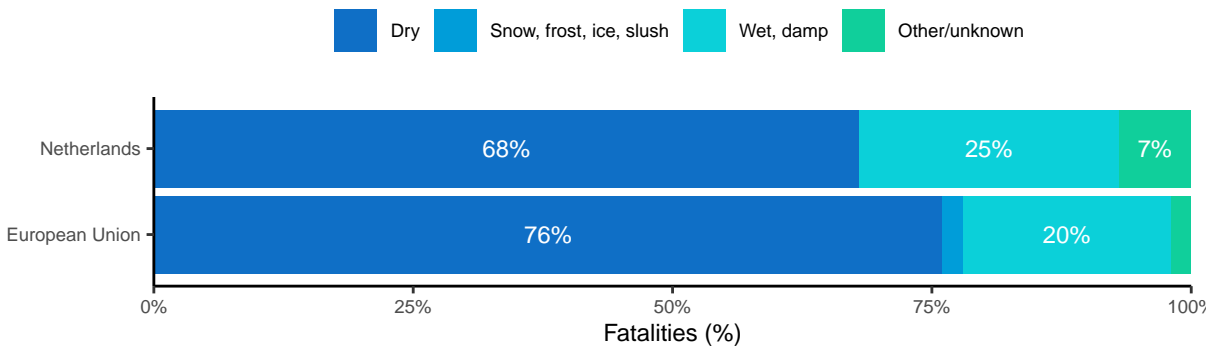 Dry Snow, frost, ice, slush Wet, damp Other/unknown
Netherlands 68% 25% 7%
European Union 76% 20%
0% 25% 50% 75% 100%
Fatalities (%)